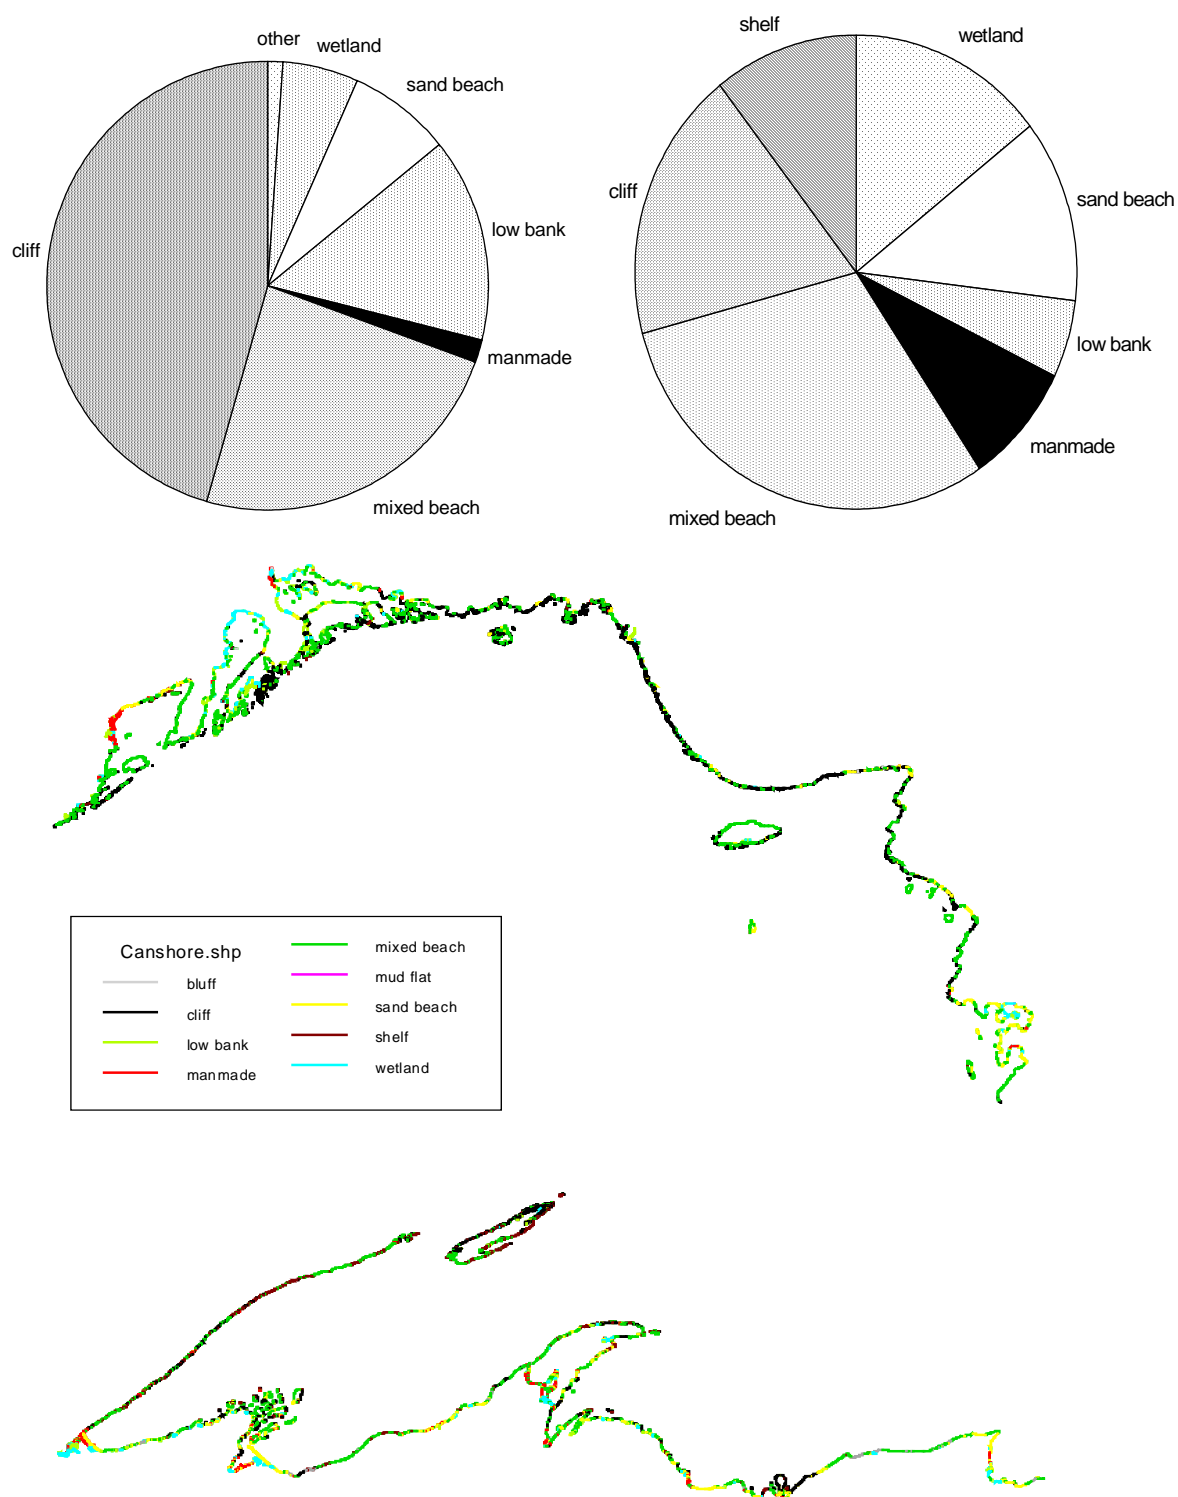 other
wetland
sand beach
low bank
manmade
mixed beach
cliff
shelf
wetland
sand beach
low bank
manmade
mixed beach
cliff
Canshore.shp
bluff
cliff
low bank
manmade
mixed beach
mud flat
sand beach
shelf
wetland